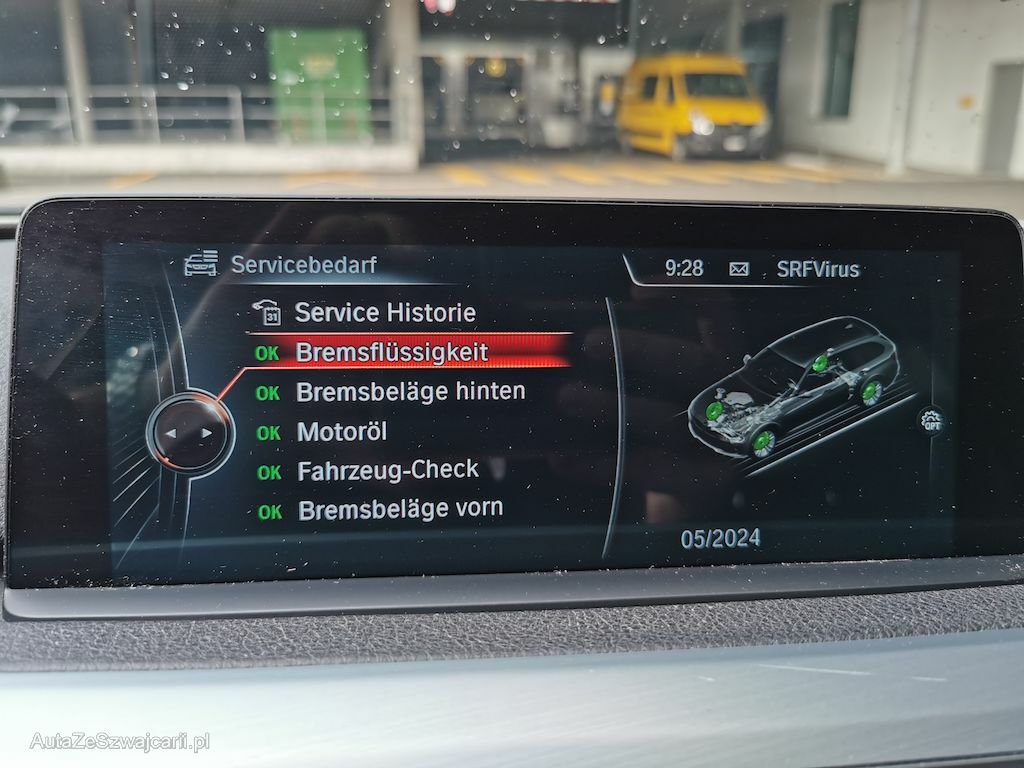 Servicebedarf
9:28 SRFVirus
Service Historie
OK Bremsflüssigkeit
OK Bremsbeläge hinten
OK Motoröl
OK Fahrzeug-Check
OK Bremsbeläge vorn
OPT
05/2024
31
AutaZeSzwajcarii.pl